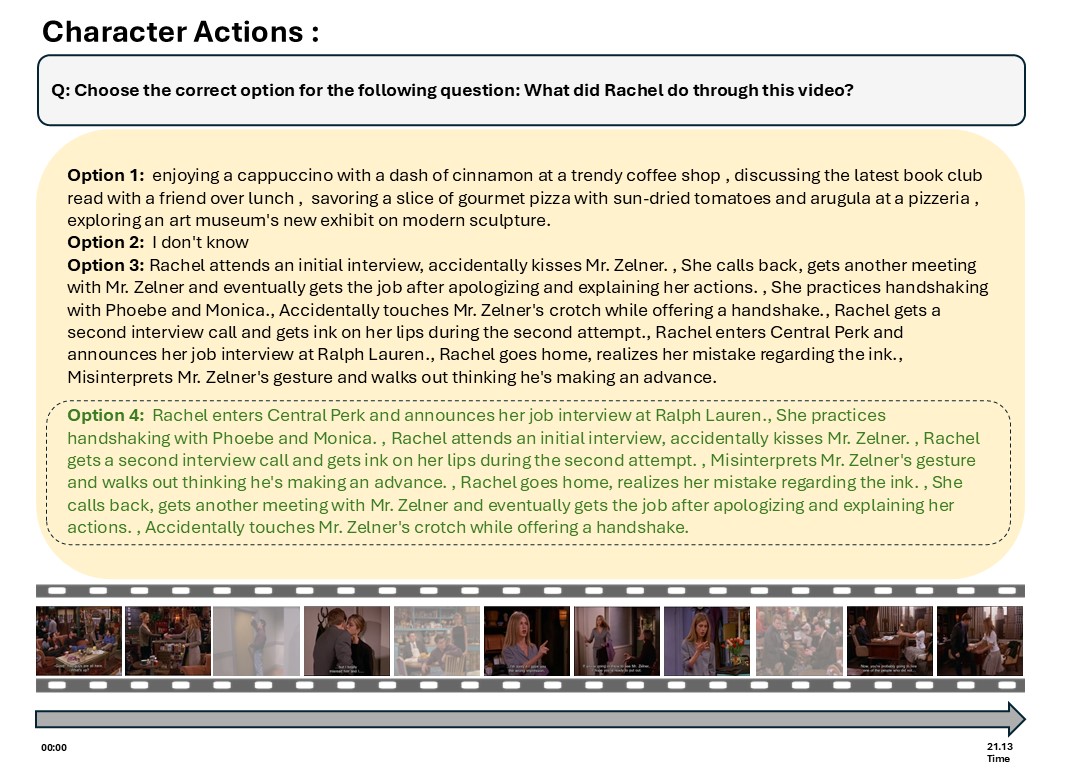 Character Actions :
Q: Choose the correct option for the following question: What did Rachel do through this video?
Option 1: enjoying a cappuccino with a dash of cinnamon at a trendy coffee shop , discussing the latest book club
read with a friend over lunch , savoring a slice of gourmet pizza with sun-dried tomatoes and arugula at a pizzeria ,
exploring an art museum's new exhibit on modern sculpture.
Option 2: I don't know
Option 3: Rachel attends an initial interview, accidentally kisses Mr. Zelner. , She calls back, gets another meeting
with Mr. Zelner and eventually gets the job after apologizing and explaining her actions. , She practices handshaking
with Phoebe and Monica., Accidentally touches Mr. Zelner's crotch while offering a handshake., Rachel gets a
second interview call and gets ink on her lips during the second attempt., Rachel enters Central Perk and
announces her job interview at Ralph Lauren., Rachel goes home, realizes her mistake regarding the ink.,
Misinterprets Mr. Zelner's gesture and walks out thinking he's making an advance.
Option 4: Rachel enters Central Perk and announces her job interview at Ralph Lauren., She practices
handshaking with Phoebe and Monica. , Rachel attends an initial interview, accidentally kisses Mr. Zelner. , Rachel
gets a second interview call and gets ink on her lips during the second attempt. , Misinterprets Mr. Zelner's gesture
and walks out thinking he's making an advance. , Rachel goes home, realizes her mistake regarding the ink. , She
calls back, gets another meeting with Mr. Zelner and eventually gets the job after apologizing and explaining her
actions. , Accidentally touches Mr. Zelner's crotch while offering a handshake.
00:00
21.13
Time